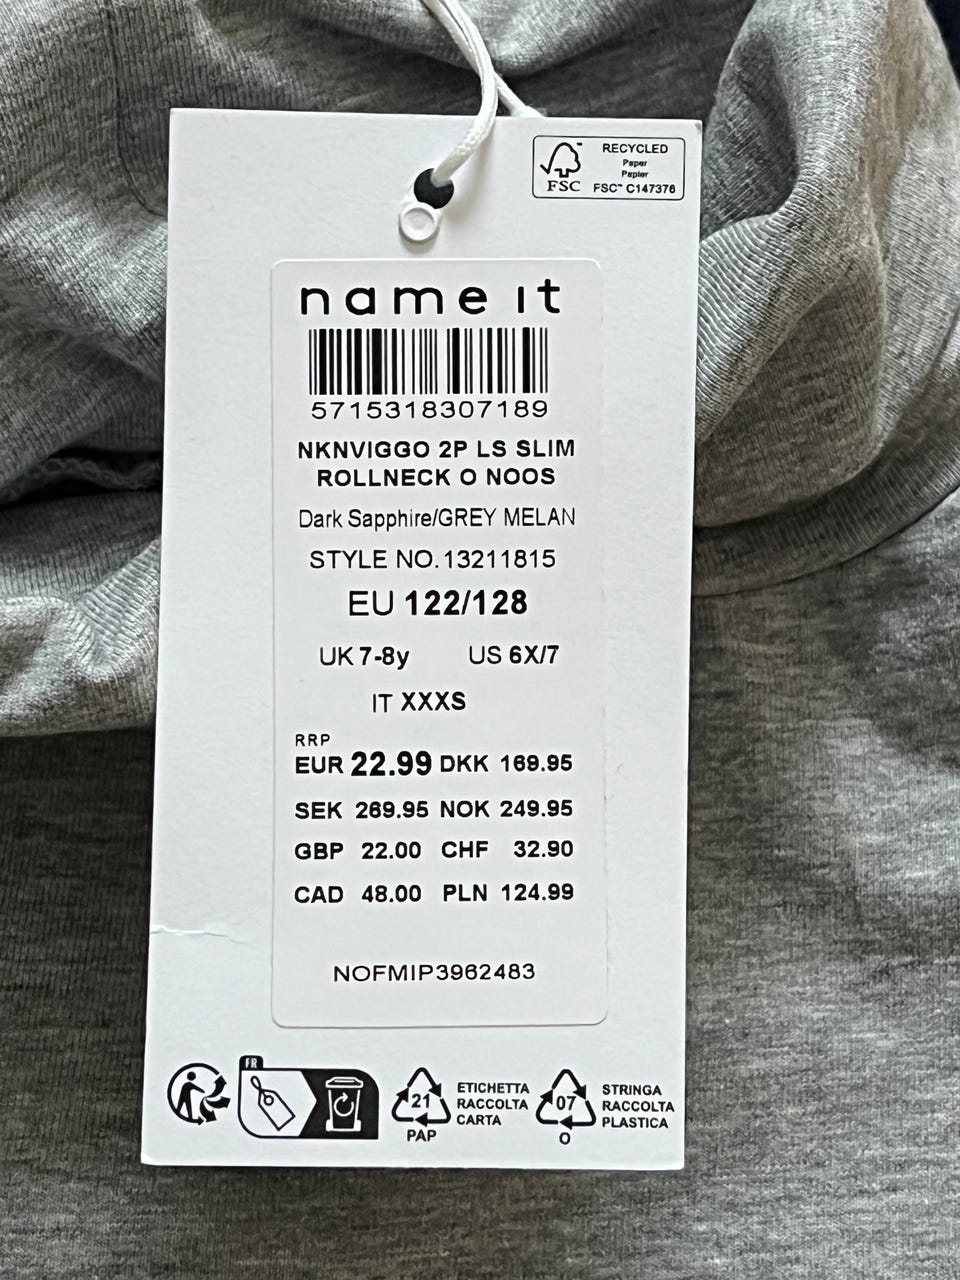 RECYCLED
Paper
Papier
FSC™ C147376
FSC
name it
5715318307189
NKNVIGGO 2P LS SLIM
ROLLNECK O NOOS
Dark Sapphire/GREY MELAN
STYLE NO.13211815
EU 122/128
UK 7-8y US 6X/7
IT XXXS
RRP
EUR 22.99 DKK 169.95
SEK 269.95 NOK 249.95
GBP 22.00 CHF 32.90
CAD 48.00 PLN 124.99
NOFMIP3962483
FR
21
PAP
ETICHETTA
RACCOLTA
CARTA
07
O
STRINGA
RACCOLTA
PLASTICA